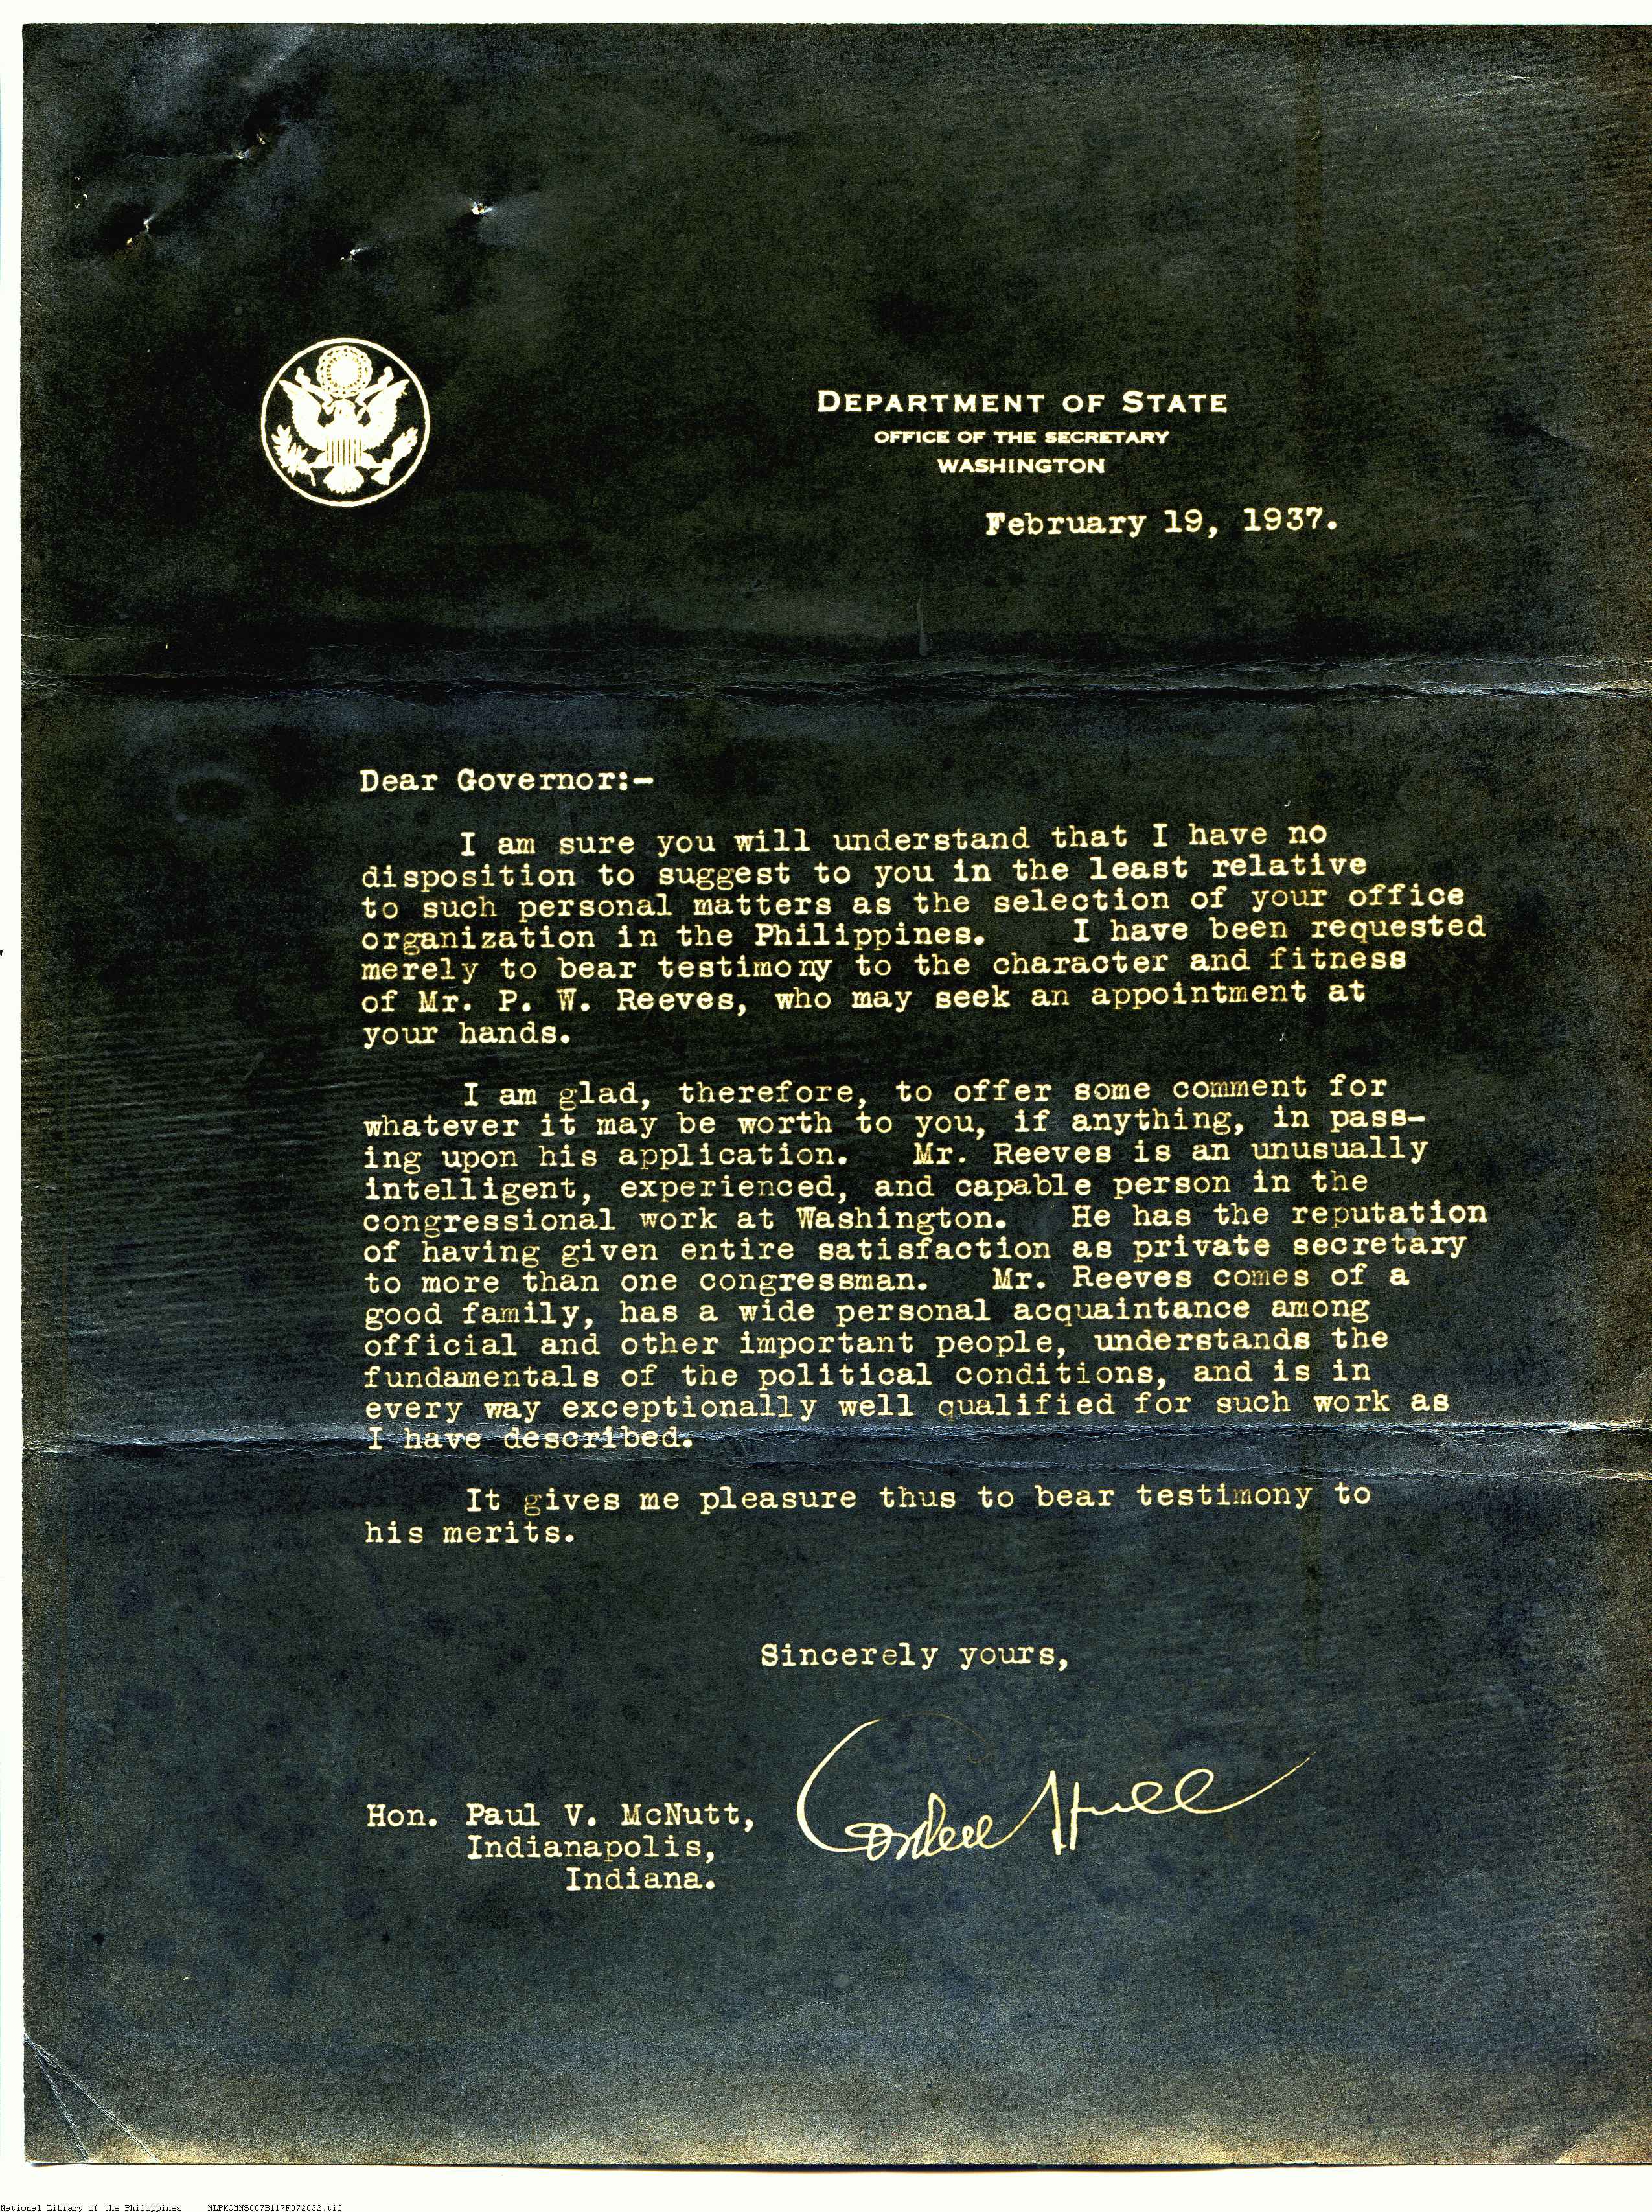 DEPARTMENT OF STATE
OFFICE OF THE SECRETARY
WASHINGTON
February 19, 1937.
Dear Governor:-
I am sure you will understand that I have no
disposition to suggest to you in the least relative
to such personal matters as the selection of your office
organization in the Philippines. I have been requested
merely to bear testimony to the character and fitness
of Mr. P. W. Reeves, who may seek an appointment at
your hands.
I am glad, therefore, to offer some comment for
whatever it may be worth to you, if anything, in pass-
ing upon his application. Mr. Reeves is an unusually
intelligent, experienced, and capable person in the
congressional work at Washington. He has the reputation
of having given entire satisfaction as private secretary
to more than one congressman. Mr. Reeves comes of a
good family, has a wide personal acquaintance among
official and other important people, understands the
fundamentals of the political conditions, and is in
every way exceptionally well qualified for such work as
I have described.
It gives me pleasure thus to bear testimony to
his merits.
Sincerely yours,
Cordell Hull
Hon. Paul V. McNutt,
Indianapolis,
Indiana.
National Library of the Philippines NLPMQMNS007B117F072032.tif